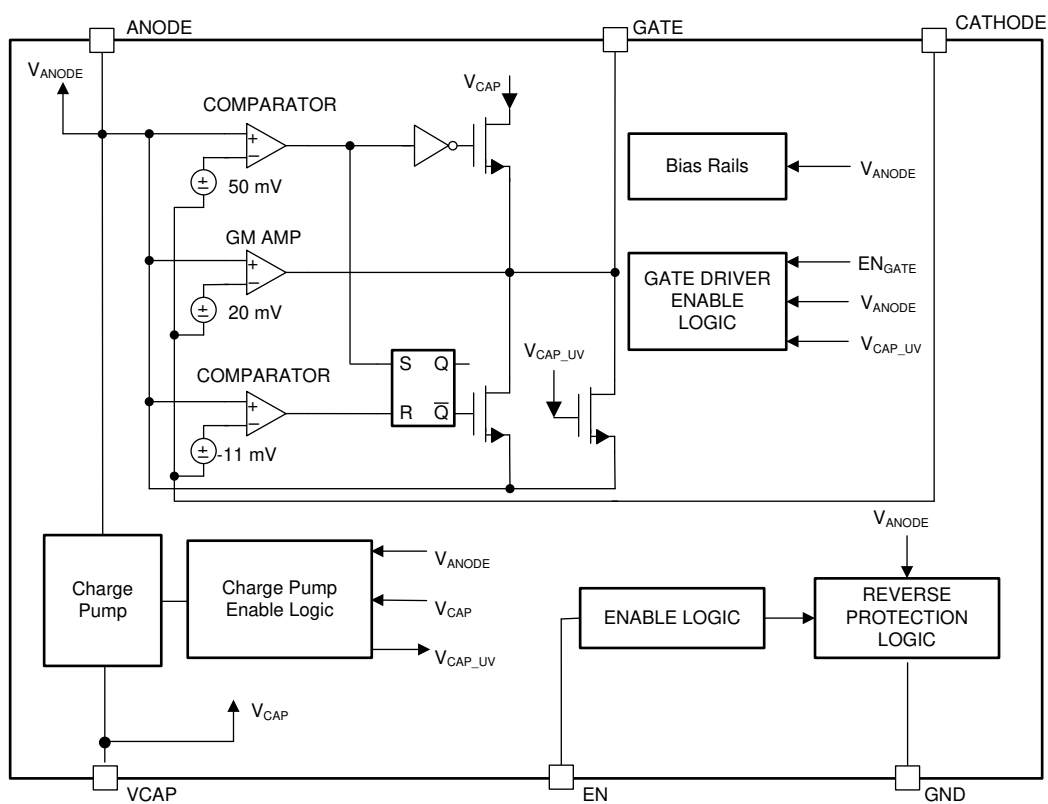 ANODE
GATE
CATHODE
VANODE
VCAP
COMPARATOR
+
−
50 mV
Bias Rails
VANODE
GM AMP
+
−
20 mV
GATE DRIVER
ENABLE
LOGIC
ENGATE
VANODE
VCAP_UV
COMPARATOR
+
−
-11 mV
S Q
R Q̅
VCAP_UV
VANODE
Charge
Pump
Charge Pump
Enable Logic
VANODE
VCAP
VCAP_UV
ENABLE LOGIC
REVERSE
PROTECTION
LOGIC
VCAP
VCAP
EN
GND